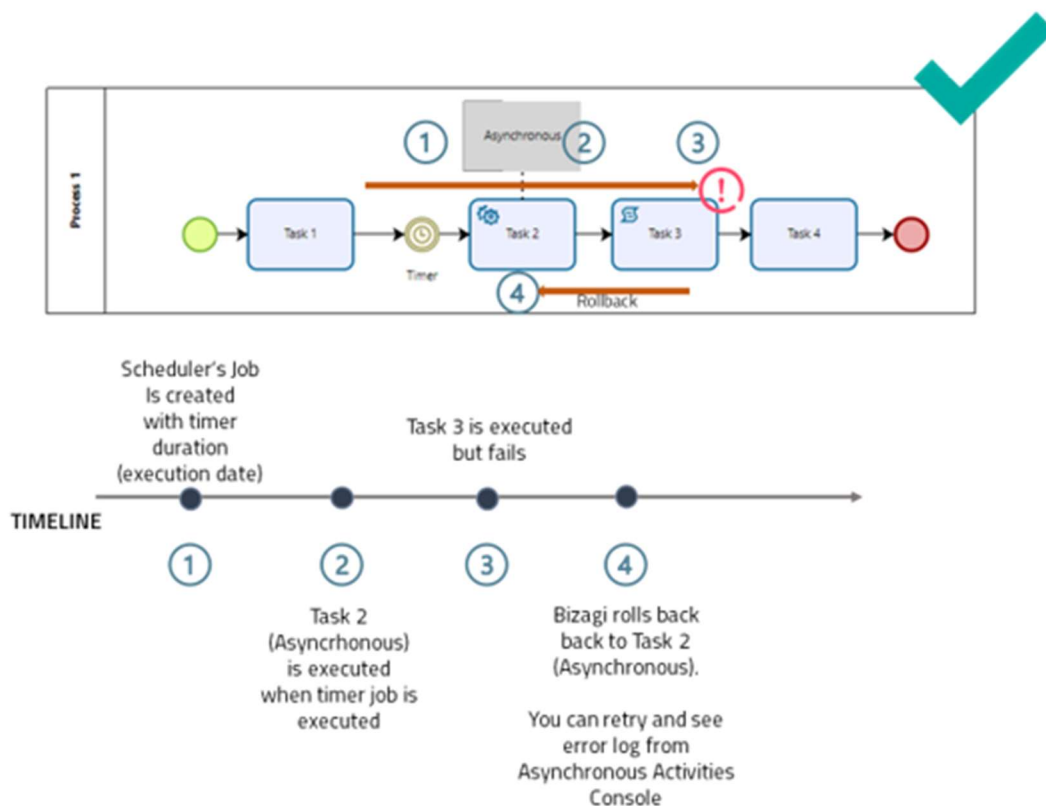 Process 1
1
Asynchronous
2
3
!
Task 1
Timer
Task 2
Task 3
Task 4
4
Rollback
Scheduler's Job
Is created
with timer
duration
(execution date)
Task 3 is executed
but fails
TIMELINE
1
2
3
4
Task 2
(Asyncrhonous)
is executed
when timer job is
executed
Bizagi rolls back
back to Task 2
(Asynchronous).
You can retry and see
error log from
Asynchronous Activities
Console